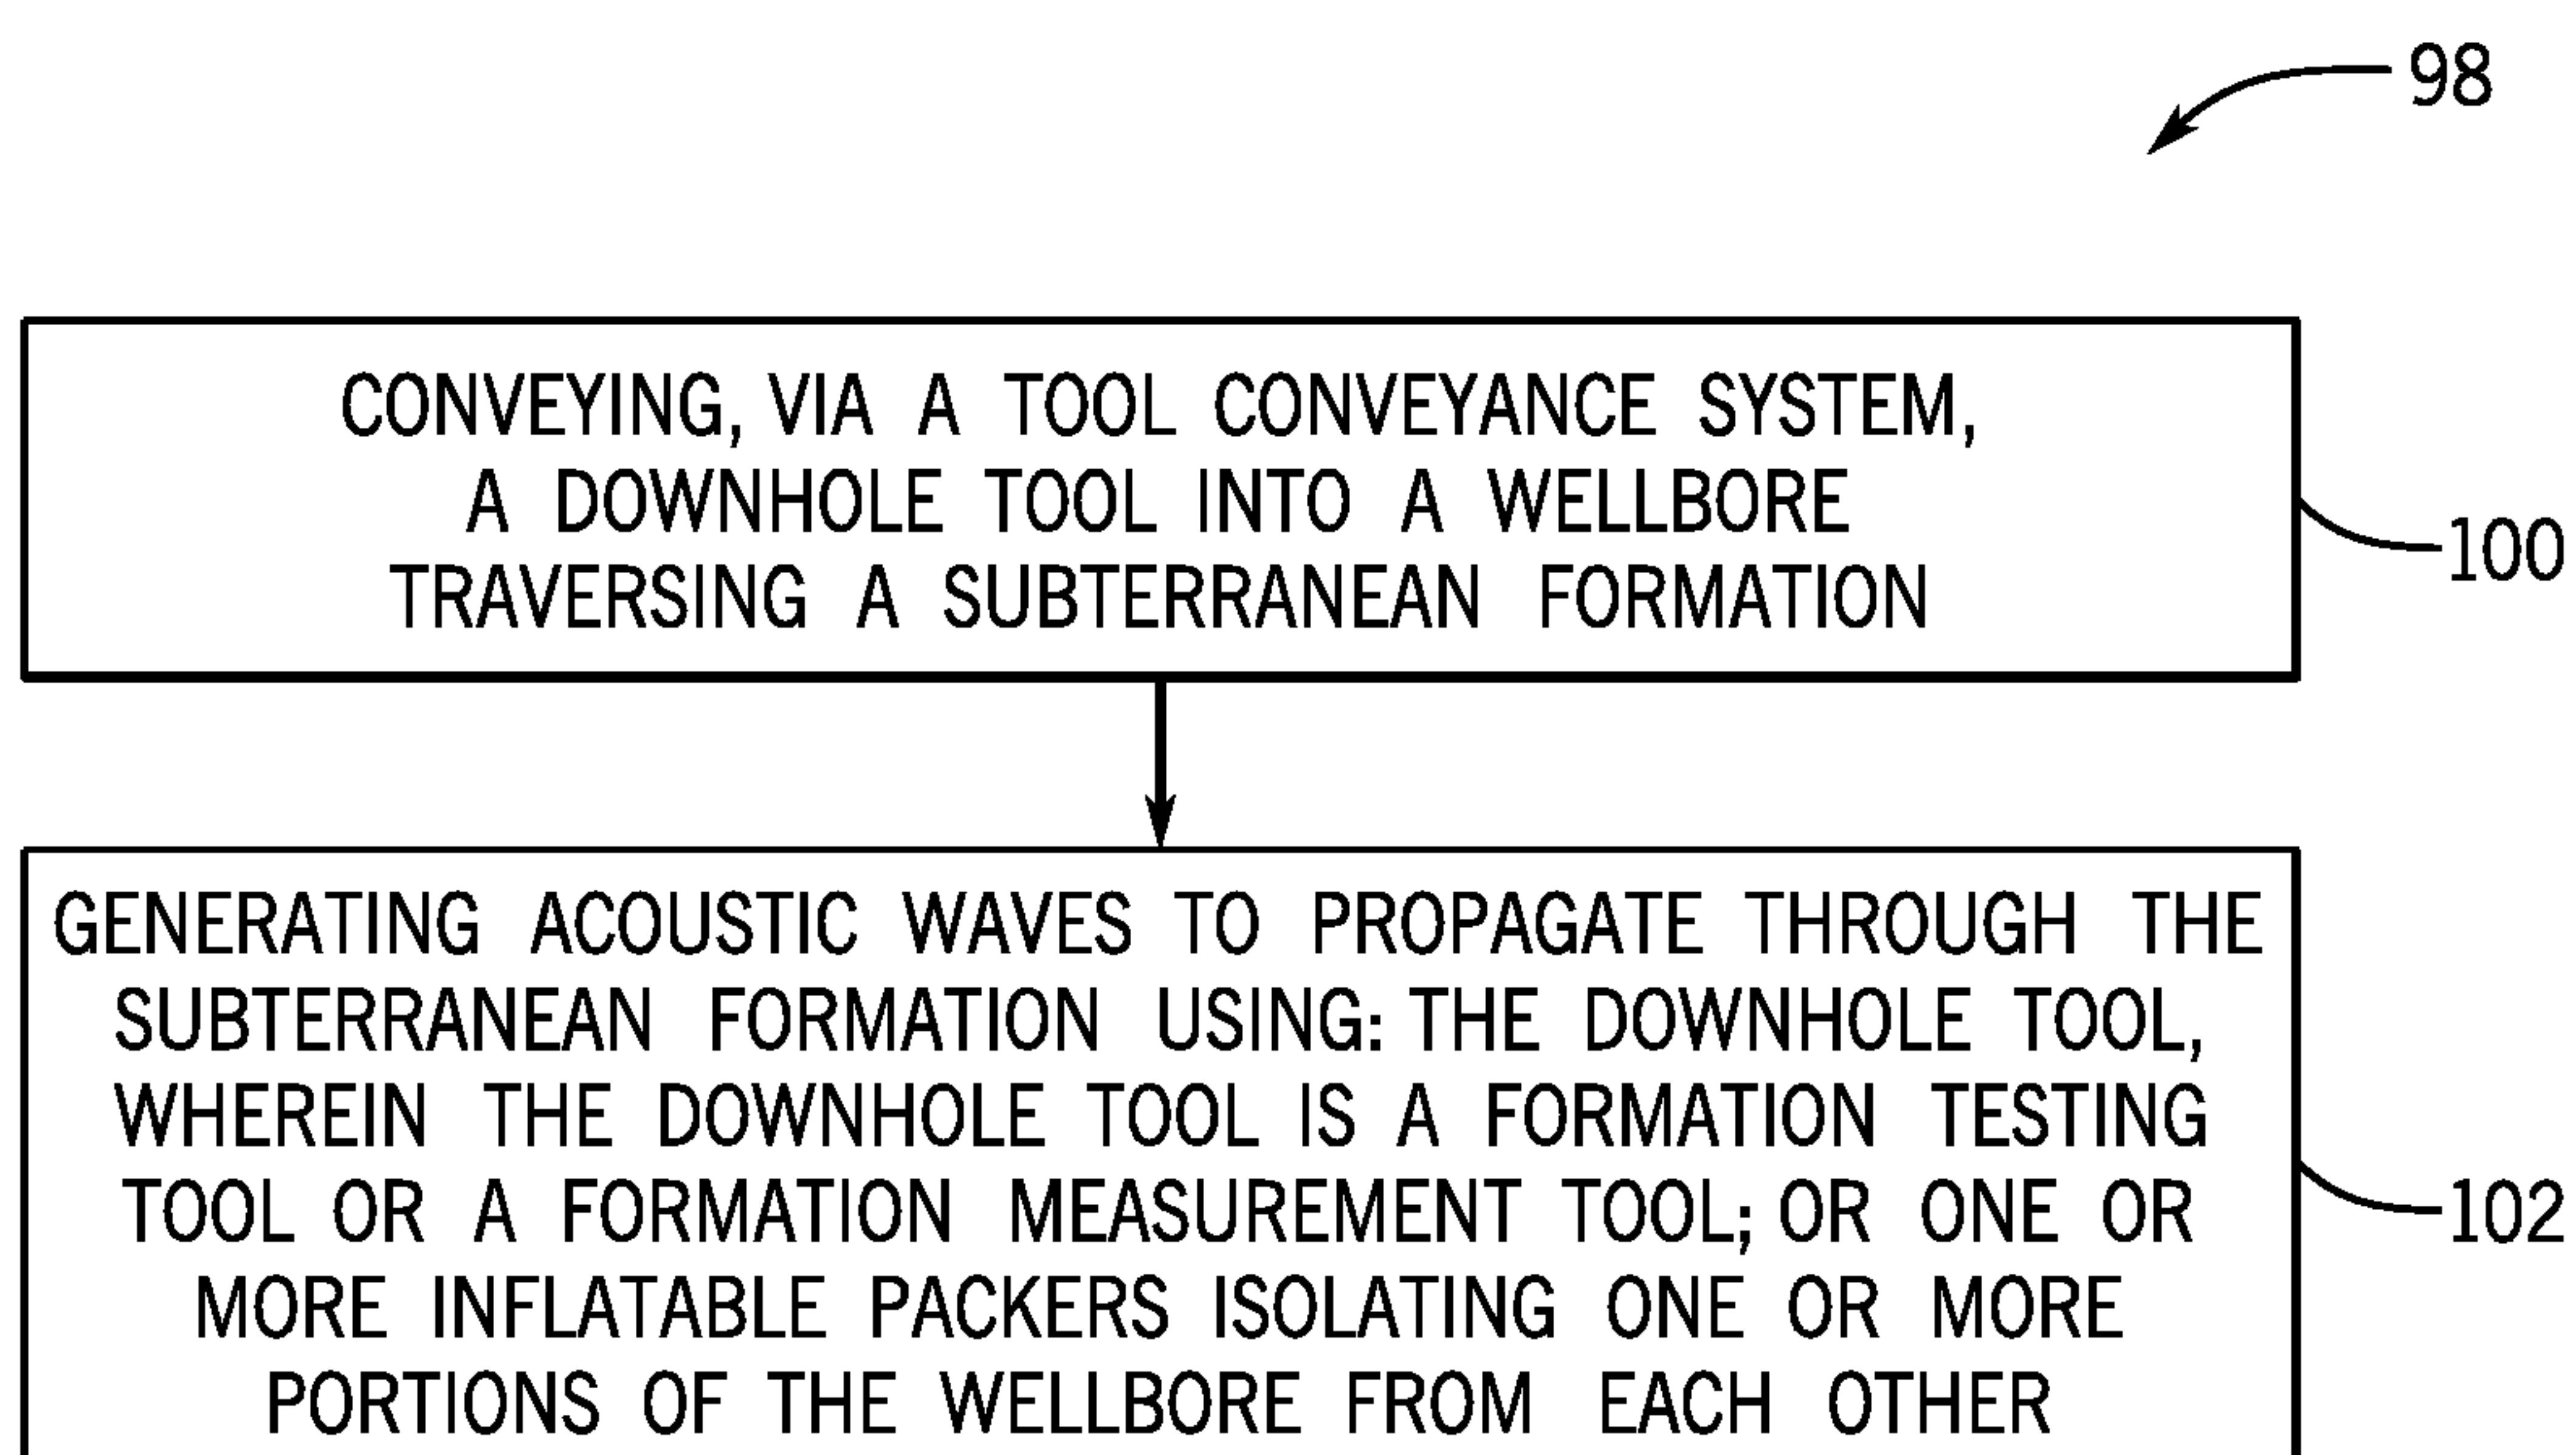 98
CONVEYING, VIA A TOOL CONVEYANCE SYSTEM,
A DOWNHOLE TOOL INTO A WELLBORE
TRAVERSING A SUBTERRANEAN FORMATION
100
GENERATING ACOUSTIC WAVES TO PROPAGATE THROUGH THE
SUBTERRANEAN FORMATION USING: THE DOWNHOLE TOOL,
WHEREIN THE DOWNHOLE TOOL IS A FORMATION TESTING
TOOL OR A FORMATION MEASUREMENT TOOL; OR ONE OR
MORE INFLATABLE PACKERS ISOLATING ONE OR MORE
PORTIONS OF THE WELLBORE FROM EACH OTHER
102